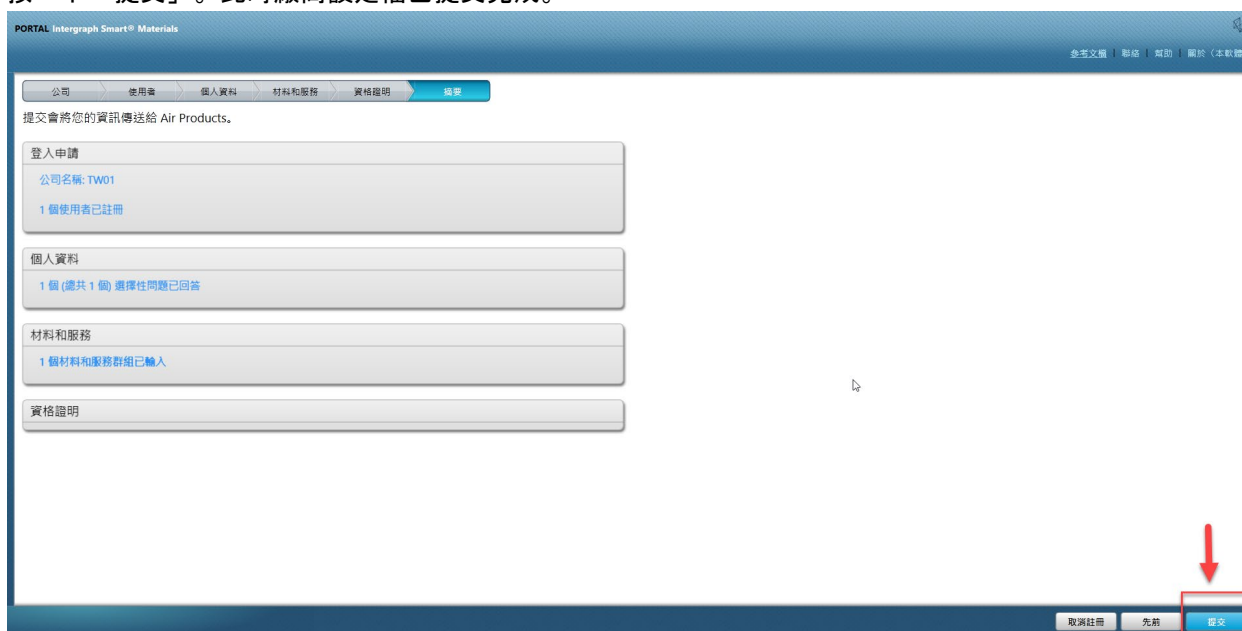 按一下「提交」。此時廠商設定檔已提交完成。
PORTAL Intergraph Smart® Materials
參考文檔 聯絡 幫助 關於（本軟體
公司 使用者 個人資料 材料和服務 資格證明 摘要
提交會將您的資訊傳送給 Air Products。
登入申請
公司名稱: TW01
1 個使用者已註冊
個人資料
1 個 (總共 1 個) 選擇性問題已回答
材料和服務
1 個材料和服務群組已輸入
資格證明
取消註冊 先前 提交